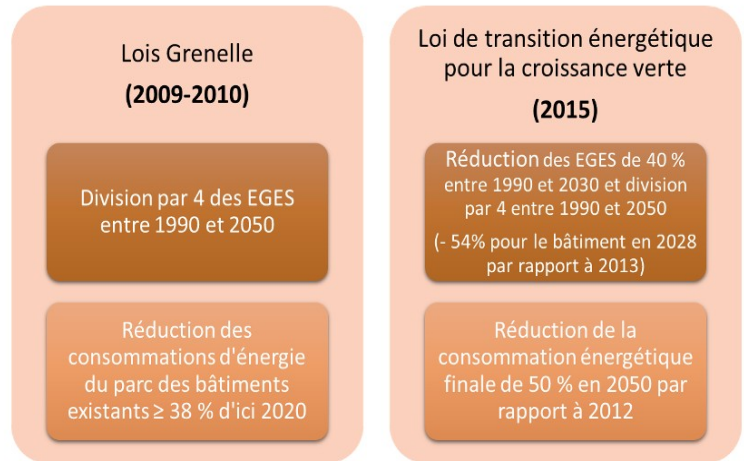 Lois Grenelle
(2009-2010)
Division par 4 des EGES
entre 1990 et 2050
Réduction des
consommations d'énergie
du parc des bâtiments
existants ≥ 38 % d'ici 2020
Loi de transition énergétique
pour la croissance verte
(2015)
Réduction des EGES de 40 %
entre 1990 et 2030 et division
par 4 entre 1990 et 2050
(- 54% pour le bâtiment en 2028
par rapport à 2013)
Réduction de la
consommation énergétique
finale de 50 % en 2050 par
rapport à 2012